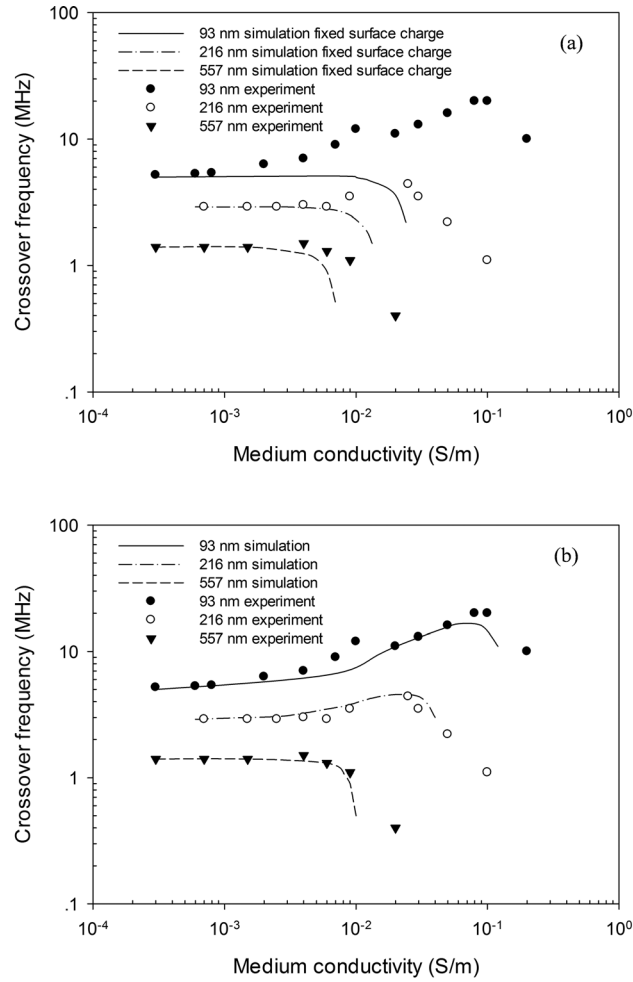 93 nm simulation fixed surface charge
216 nm simulation fixed surface charge
557 nm simulation fixed surface charge
93 nm experiment
216 nm experiment
557 nm experiment
(a)
Crossover frequency (MHz)
100
10
1
.1
10⁻⁴ 10⁻³ 10⁻² 10⁻¹ 10⁰
Medium conductivity (S/m)
93 nm simulation
216 nm simulation
557 nm simulation
93 nm experiment
216 nm experiment
557 nm experiment
(b)
Crossover frequency (MHz)
100
10
1
.1
10⁻⁴ 10⁻³ 10⁻² 10⁻¹ 10⁰
Medium conductivity (S/m)